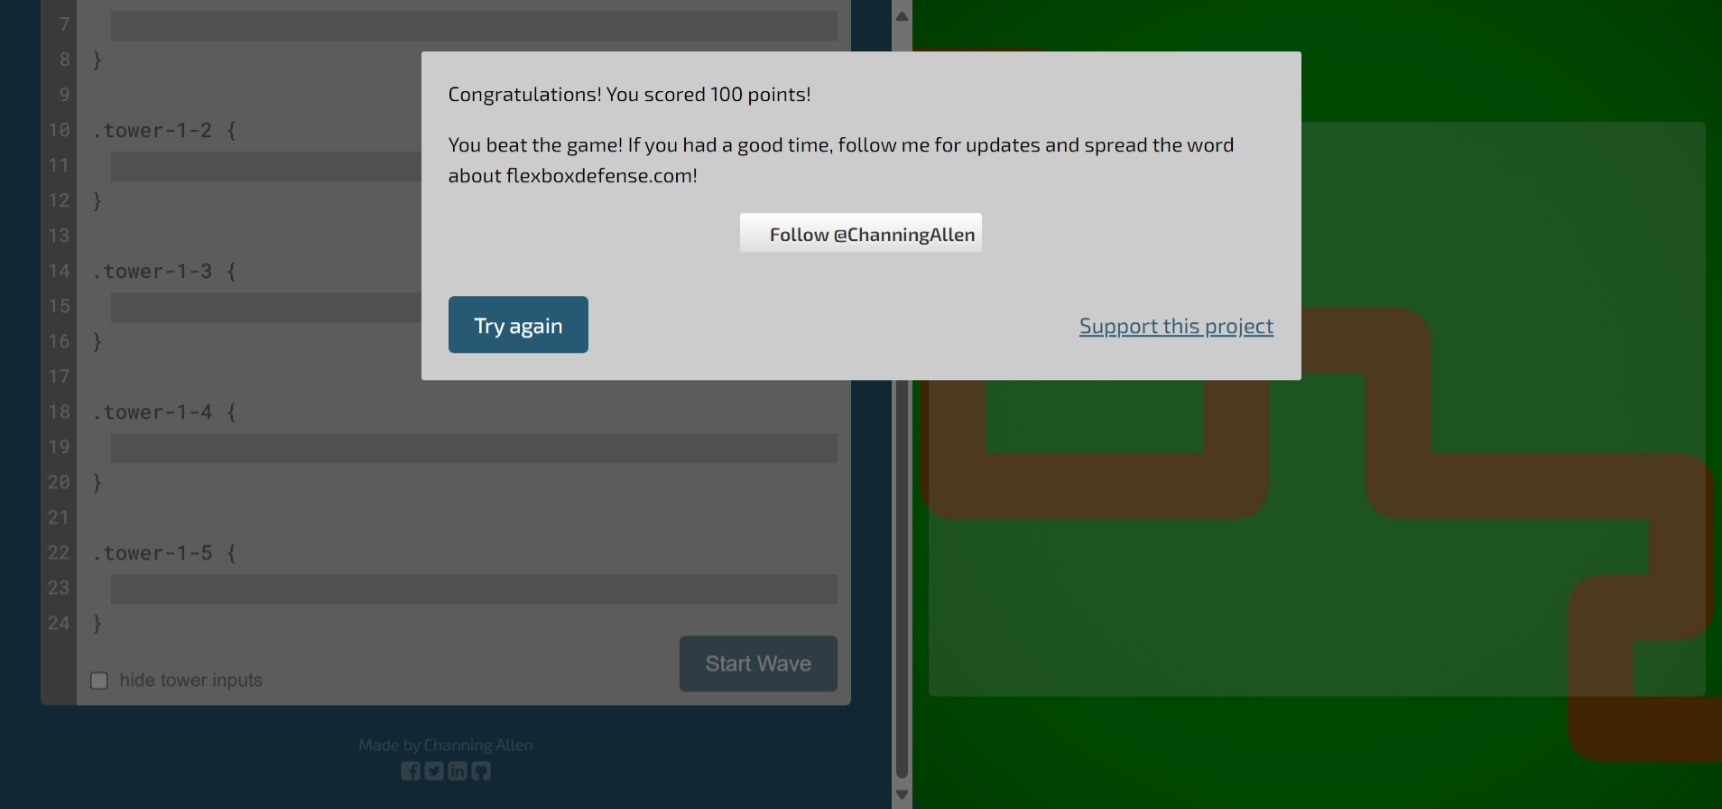 7
8 }
9
10 .tower-1-2 {
11
12 }
13
14 .tower-1-3 {
15
16 }
17
18 .tower-1-4 {
19
20 }
21
22 .tower-1-5 {
23
24 }
hide tower inputs
Start Wave
Made by Channing Allen
Congratulations! You scored 100 points!
You beat the game! If you had a good time, follow me for updates and spread the word
about flexboxdefense.com!
Follow @ChanningAllen
Try again
Support this project